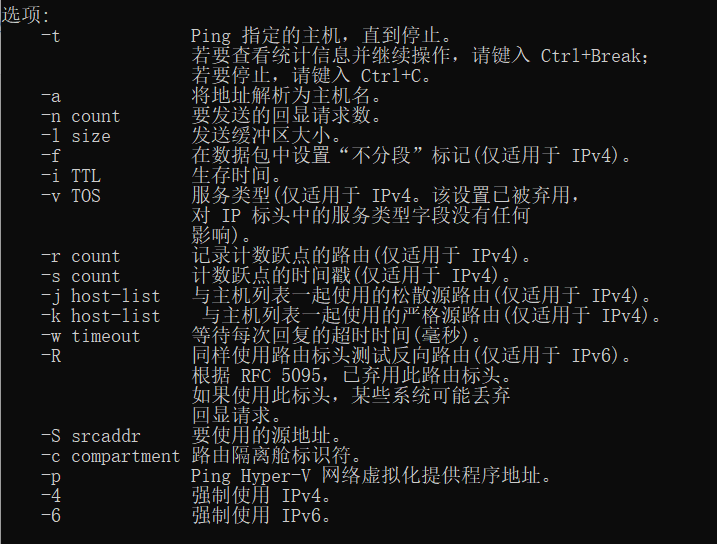 选项:
-t Ping 指定的主机，直到停止。
若要查看统计信息并继续操作，请键入 Ctrl+Break；
若要停止，请键入 Ctrl+C。
-a 将地址解析为主机名。
-n count 要发送的回显请求数。
-l size 发送缓冲区大小。
-f 在数据包中设置“不分段”标记(仅适用于 IPv4)。
-i TTL 生存时间。
-v TOS 服务类型(仅适用于 IPv4。该设置已被弃用，
对 IP 标头中的服务类型字段没有任何
影响)。
-r count 记录计数跃点的路由(仅适用于 IPv4)。
-s count 计数跃点的时间戳(仅适用于 IPv4)。
-j host-list 与主机列表一起使用的松散源路由(仅适用于 IPv4)。
-k host-list 与主机列表一起使用的严格源路由(仅适用于 IPv4)。
-w timeout 等待每次回复的超时时间(毫秒)。
-R 同样使用路由标头测试反向路由(仅适用于 IPv6)。
根据 RFC 5095，已弃用此路由标头。
如果使用此标头，某些系统可能丢弃
回显请求。
-S srcaddr 要使用的源地址。
-c compartment 路由隔离舱标识符。
-p Ping Hyper-V 网络虚拟化提供程序地址。
-4 强制使用 IPv4。
-6 强制使用 IPv6。